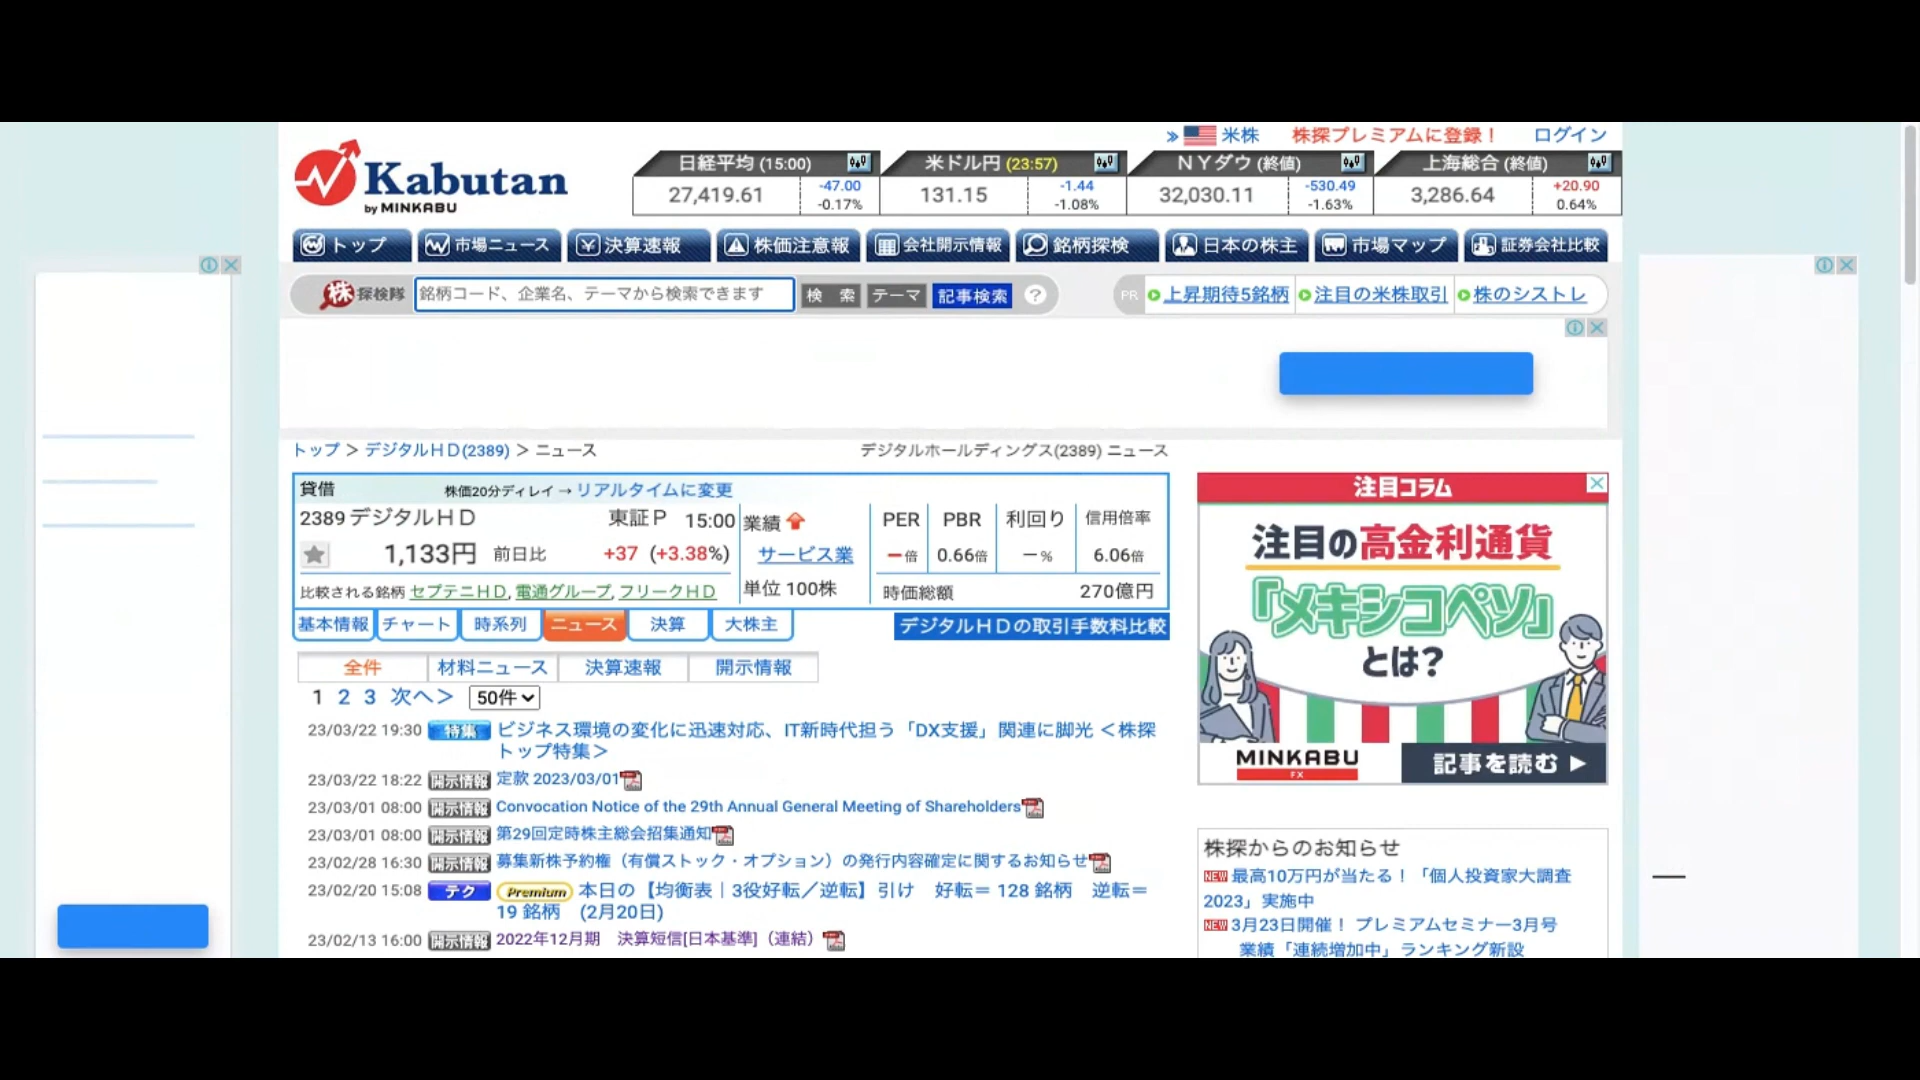 米株 株探プレミアムに登録！ ログイン
Kabutan
by MINKABU
日経平均 (15:00) 米ドル円 (23:57) ＮＹダウ (終値) 上海総合 (終値)
27,419.61 -47.00 -0.17% 131.15 -1.44 -1.08% 32,030.11 -530.49 -1.63% 3,286.64 +20.90 0.64%
トップ 市場ニュース 決算速報 株価注意報 会社開示情報 銘柄探検 日本の株主 市場マップ 証券会社比較
株探検隊 銘柄コード、企業名、テーマから検索できます 検 索 テーマ 記事検索 ? PR 上昇期待5銘柄 注目の米株取引 株のシストレ
トップ ＞ デジタルＨＤ(2389) ＞ ニュース デジタルホールディングス(2389) ニュース
貸借 株価20分ディレイ → リアルタイムに変更
2389 デジタルＨＤ 東証Ｐ 15:00 業績
1,133円 前日比 +37 (+3.38%) サービス業
比較される銘柄 セプテニＨＤ, 電通グループ, フリークＨＤ 単位 100株
PER PBR 利回り 信用倍率
－倍 0.66倍 －％ 6.06倍
時価総額 270億円
基本情報 チャート 時系列 ニュース 決算 大株主 デジタルＨＤの取引手数料比較
全件 材料ニュース 決算速報 開示情報
1 2 3 次へ＞ 50件
23/03/22 19:30 特集 ビジネス環境の変化に迅速対応、IT新時代担う「DX支援」関連に脚光 ＜株探
トップ特集＞
23/03/22 18:22 開示情報 定款 2023/03/01
23/03/01 08:00 開示情報 Convocation Notice of the 29th Annual General Meeting of Shareholders
23/03/01 08:00 開示情報 第29回定時株主総会招集通知
23/02/28 16:30 開示情報 募集新株予約権（有償ストック・オプション）の発行内容確定に関するお知らせ
23/02/20 15:08 テク Premium 本日の【均衡表｜3役好転／逆転】引け 好転＝ 128 銘柄 逆転＝
19 銘柄 (2月20日)
23/02/13 16:00 開示情報 2022年12月期 決算短信[日本基準]（連結）
注目コラム
注目の高金利通貨
「メキシコペソ」
とは?
MINKABU
FX
記事を読む ▶
株探からのお知らせ
NEW 最高10万円が当たる！「個人投資家大調査
2023」実施中
NEW 3月23日開催！ プレミアムセミナー3月号
業績「連続増加中」ランキング新設